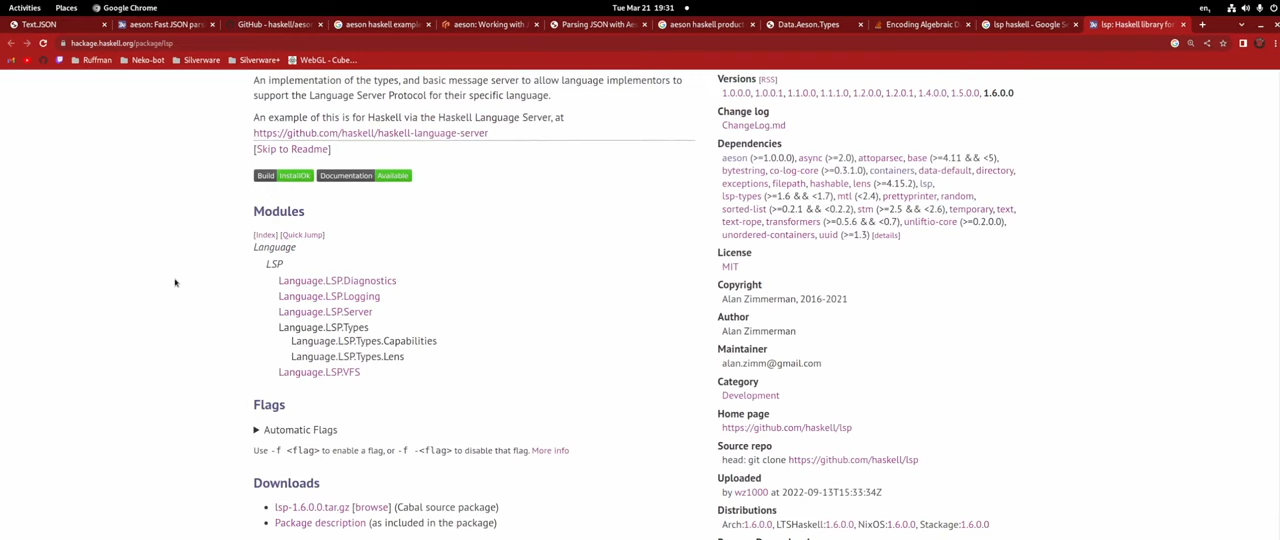 Activities Places Google Chrome Tue Mar 21 19:31 en,
Text.JSON aeson: Fast JSON pars GitHub - haskell/aeson aeson haskell example aeson: Working with J Parsing JSON with Aes aeson haskell product Data.Aeson.Types Encoding Algebraic D lsp haskell - Google Se lsp: Haskell library for
hackage.haskell.org/package/lsp
Ruffman Neko-bot Silverware Silverware+ WebGL - Cube...
An implementation of the types, and basic message server to allow language implementors to
support the Language Server Protocol for their specific language.
An example of this is for Haskell via the Haskell Language Server, at
https://github.com/haskell/haskell-language-server
[Skip to Readme]
Build InstallOk Documentation Available
Modules
[Index] [Quick Jump]
Language
LSP
Language.LSP.Diagnostics
Language.LSP.Logging
Language.LSP.Server
Language.LSP.Types
Language.LSP.Types.Capabilities
Language.LSP.Types.Lens
Language.LSP.VFS
Flags
Automatic Flags
Use -f <flag> to enable a flag, or -f -<flag> to disable that flag. More info
Downloads
lsp-1.6.0.0.tar.gz [browse] (Cabal source package)
Package description (as included in the package)
Versions [RSS]
1.0.0.0, 1.0.0.1, 1.1.0.0, 1.1.1.0, 1.2.0.0, 1.2.0.1, 1.4.0.0, 1.5.0.0, 1.6.0.0
Change log
ChangeLog.md
Dependencies
aeson (>=1.0.0.0), async (>=2.0), attoparsec, base (>=4.11 && <5),
bytestring, co-log-core (>=0.3.1.0), containers, data-default, directory,
exceptions, filepath, hashable, lens (>=4.15.2), lsp,
lsp-types (>=1.6 && <1.7), mtl (<2.4), prettyprinter, random,
sorted-list (>=0.2.1 && <0.2.2), stm (>=2.5 && <2.6), temporary, text,
text-rope, transformers (>=0.5.6 && <0.7), unliftio-core (>=0.2.0.0),
unordered-containers, uuid (>=1.3) [details]
License
MIT
Copyright
Alan Zimmerman, 2016-2021
Author
Alan Zimmerman
Maintainer
alan.zimm@gmail.com
Category
Development
Home page
https://github.com/haskell/lsp
Source repo
head: git clone https://github.com/haskell/lsp
Uploaded
by wz1000 at 2022-09-13T15:33:34Z
Distributions
Arch:1.6.0.0, LTSHaskell:1.6.0.0, NixOS:1.6.0.0, Stackage:1.6.0.0